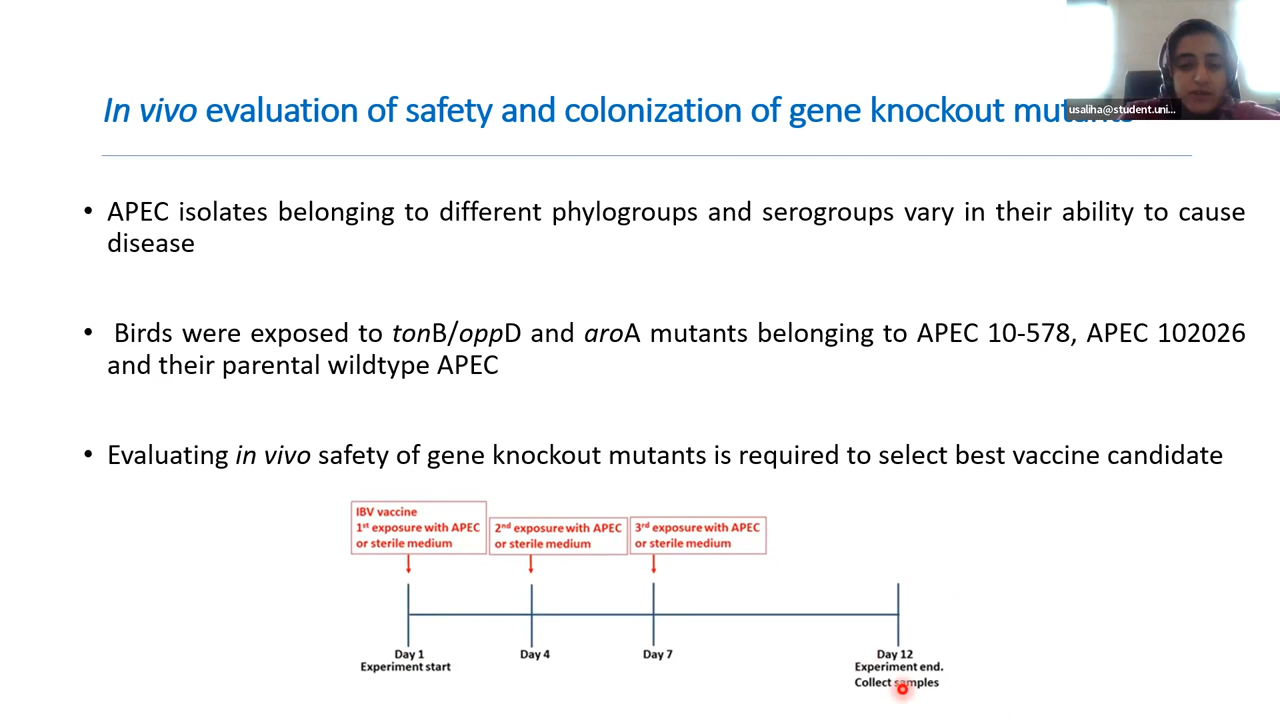 usaliha@student.uni...
In vivo evaluation of safety and colonization of gene knockout mutants
• APEC isolates belonging to different phylogroups and serogroups vary in their ability to cause
disease
• Birds were exposed to tonB/oppD and aroA mutants belonging to APEC 10-578, APEC 102026
and their parental wildtype APEC
• Evaluating in vivo safety of gene knockout mutants is required to select best vaccine candidate
IBV vaccine
1st exposure with APEC
or sterile medium
2nd exposure with APEC
or sterile medium
3rd exposure with APEC
or sterile medium
Day 1
Experiment start
Day 4
Day 7
Day 12
Experiment end.
Collect samples